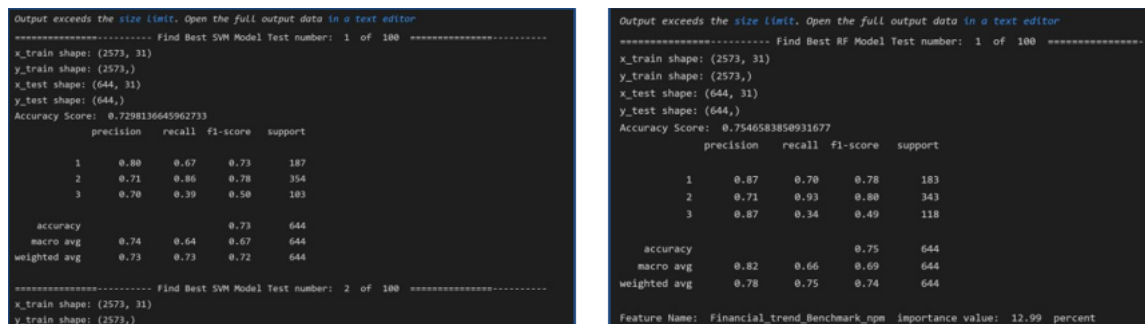 Output exceeds the size limit. Open the full output data in a text editor
===============---------- Find Best SVM Model Test number: 1 of 100 ===============----------
x_train shape: (2573, 31)
y_train shape: (2573,)
x_test shape: (644, 31)
y_test shape: (644,)
Accuracy Score: 0.7298136645962733
precision recall f1-score support
1 0.80 0.67 0.73 187
2 0.71 0.86 0.78 354
3 0.70 0.39 0.50 103
accuracy 0.73 644
macro avg 0.74 0.64 0.67 644
weighted avg 0.73 0.73 0.72 644
===============---------- Find Best SVM Model Test number: 2 of 100 ===============----------
x_train shape: (2573, 31)
y_train shape: (2573,)
Output exceeds the size limit. Open the full output data in a text editor
===============---------- Find Best RF Model Test number: 1 of 100 ===============-
x_train shape: (2573, 31)
y_train shape: (2573,)
x_test shape: (644, 31)
y_test shape: (644,)
Accuracy Score: 0.7546583850931677
precision recall f1-score support
1 0.87 0.70 0.78 183
2 0.71 0.93 0.80 343
3 0.87 0.34 0.49 118
accuracy 0.75 644
macro avg 0.82 0.66 0.69 644
weighted avg 0.78 0.75 0.74 644
Feature Name: Financial_trend_Benchmark_npm importance value: 12.99 percent